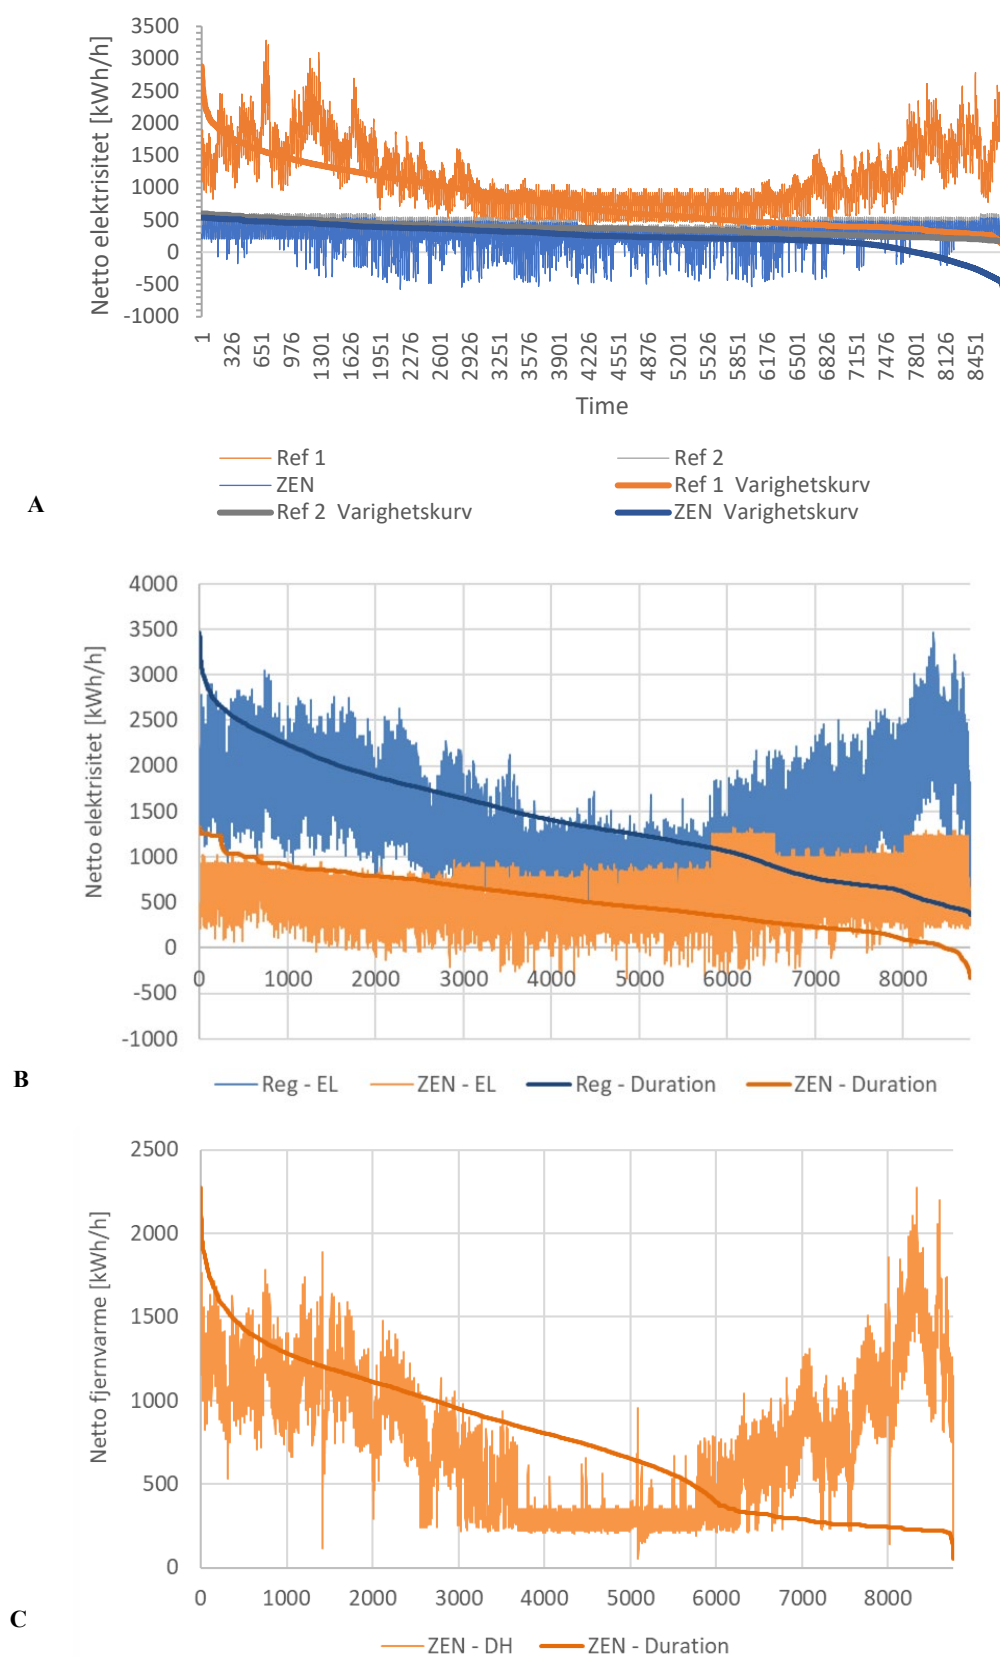 3500
3000
2500
2000
1500
1000
500
0
-500
-1000
Netto elektrisitet [kWh/h]
1 326 651 976 1301 1626 1951 2276 2601 2926 3251 3576 3901 4226 4551 4876 5201 5526 5851 6176 6501 6826 7151 7476 7801 8126 8451
Time
Ref 1 Ref 2
ZEN Ref 1 Varighetskurv
Ref 2 Varighetskurv ZEN Varighetskurv
A
4000
3500
3000
2500
2000
1500
1000
500
0
-500
-1000
Netto elektrisitet [kWh/h]
0 1000 2000 3000 4000 5000 6000 7000 8000
Reg - EL ZEN - EL Reg - Duration ZEN - Duration
B
2500
2000
1500
1000
500
0
Netto fjernvarme [kWh/h]
0 1000 2000 3000 4000 5000 6000 7000 8000
ZEN - DH ZEN - Duration
C